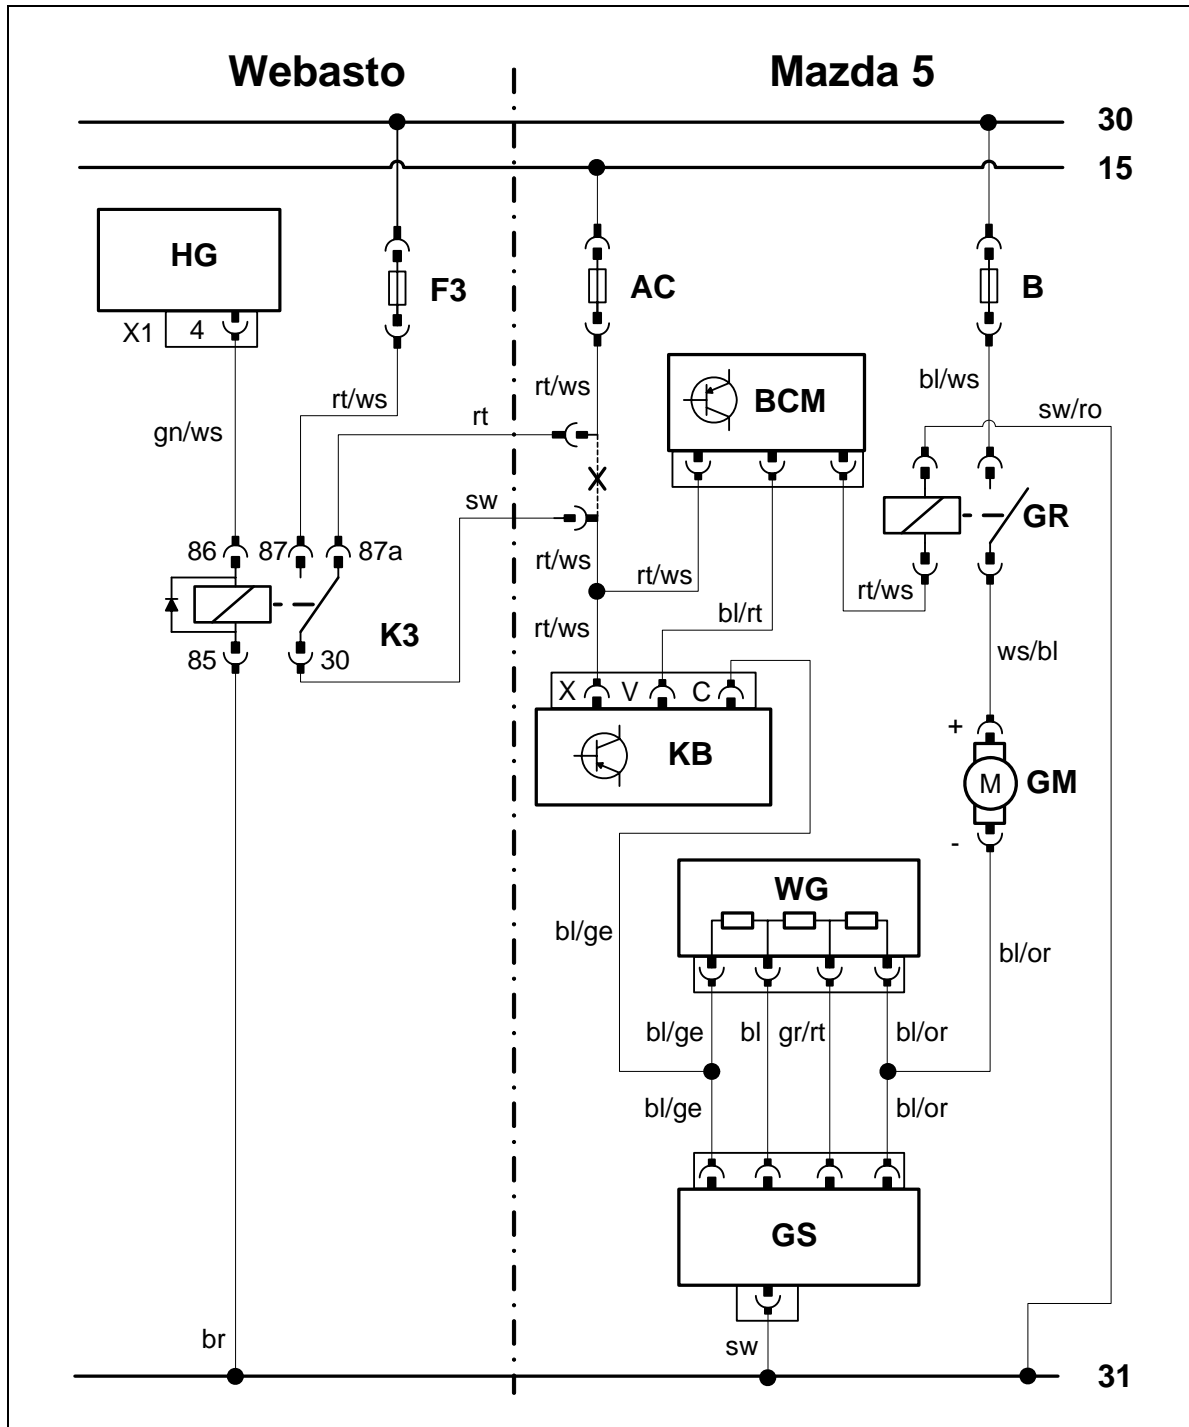 Webasto Mazda 5
30
15
HG
F3 AC B
X1 4
rt/ws BCM bl/ws
rt/ws rt sw/ro
gn/ws
sw GR
86 87 87a rt/ws
rt/ws rt/ws
bl/rt
K3 rt/ws
85 30 ws/bl
X V C
+
KB
M GM
-
WG
bl/ge bl/or
bl/ge bl gr/rt bl/or
bl/ge bl/or
GS
br sw
31